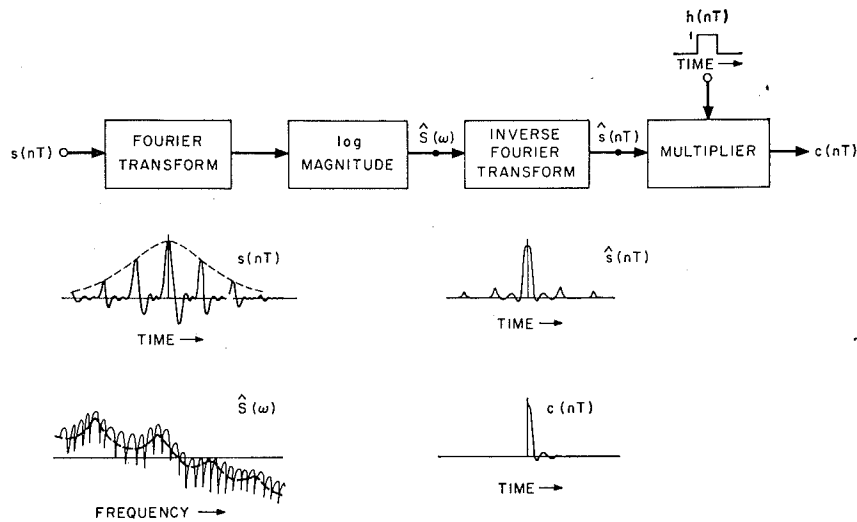 h(nT)
1
TIME →
s(nT)
FOURIER
TRANSFORM
log
MAGNITUDE
Ŝ(ω)
INVERSE
FOURIER
TRANSFORM
ŝ(nT)
MULTIPLIER
c(nT)
s(nT)
TIME →
ŝ(nT)
TIME →
Ŝ(ω)
FREQUENCY →
c(nT)
TIME →